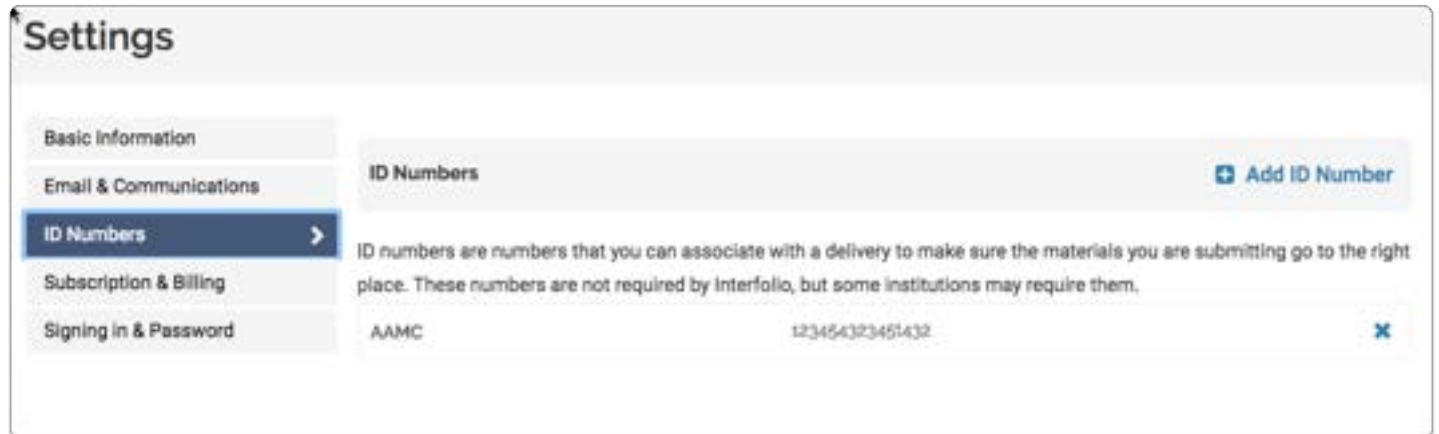 Settings
Basic Information
Email & Communications
ID Numbers
Subscription & Billing
Signing in & Password
ID Numbers
Add ID Number
ID numbers are numbers that you can associate with a delivery to make sure the materials you are submitting go to the right
place. These numbers are not required by Interfolio, but some institutions may require them.
AAMC
123454323451432